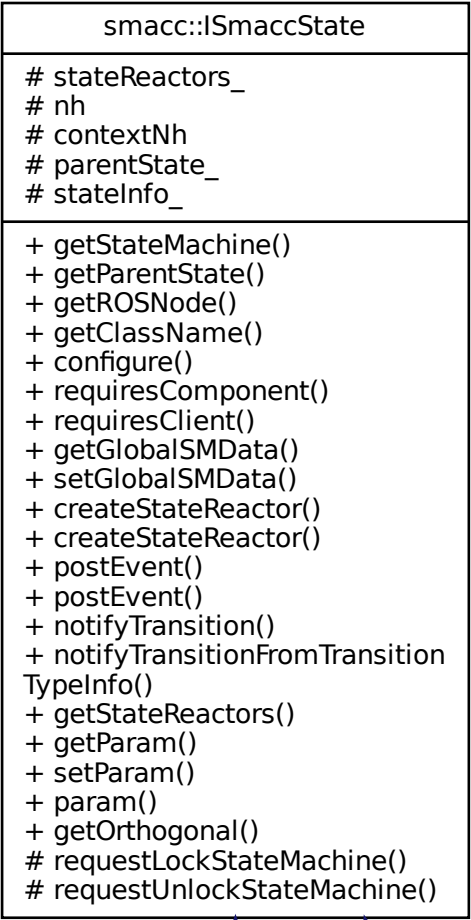 smacc::ISmaccState
# stateReactors_
# nh
# contextNh
# parentState_
# stateInfo_
+ getStateMachine()
+ getParentState()
+ getROSNode()
+ getClassName()
+ configure()
+ requiresComponent()
+ requiresClient()
+ getGlobalSMData()
+ setGlobalSMData()
+ createStateReactor()
+ createStateReactor()
+ postEvent()
+ postEvent()
+ notifyTransition()
+ notifyTransitionFromTransition
TypeInfo()
+ getStateReactors()
+ getParam()
+ setParam()
+ param()
+ getOrthogonal()
# requestLockStateMachine()
# requestUnlockStateMachine()